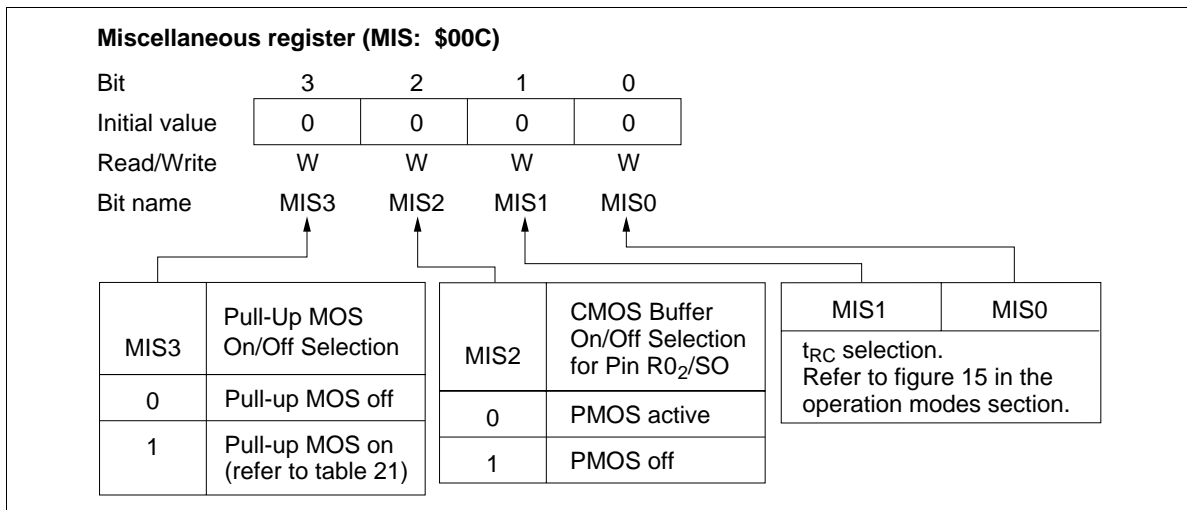 Miscellaneous register (MIS: $00C)
Bit 3 2 1 0
Initial value 0 0 0 0
Read/Write W W W W
Bit name MIS3 MIS2 MIS1 MIS0
MIS3
Pull-Up MOS
On/Off Selection
0 Pull-up MOS off
1 Pull-up MOS on
(refer to table 21)
MIS2
CMOS Buffer
On/Off Selection
for Pin R0₂/SO
0 PMOS active
1 PMOS off
MIS1 MIS0
tRC selection.
Refer to figure 15 in the
operation modes section.